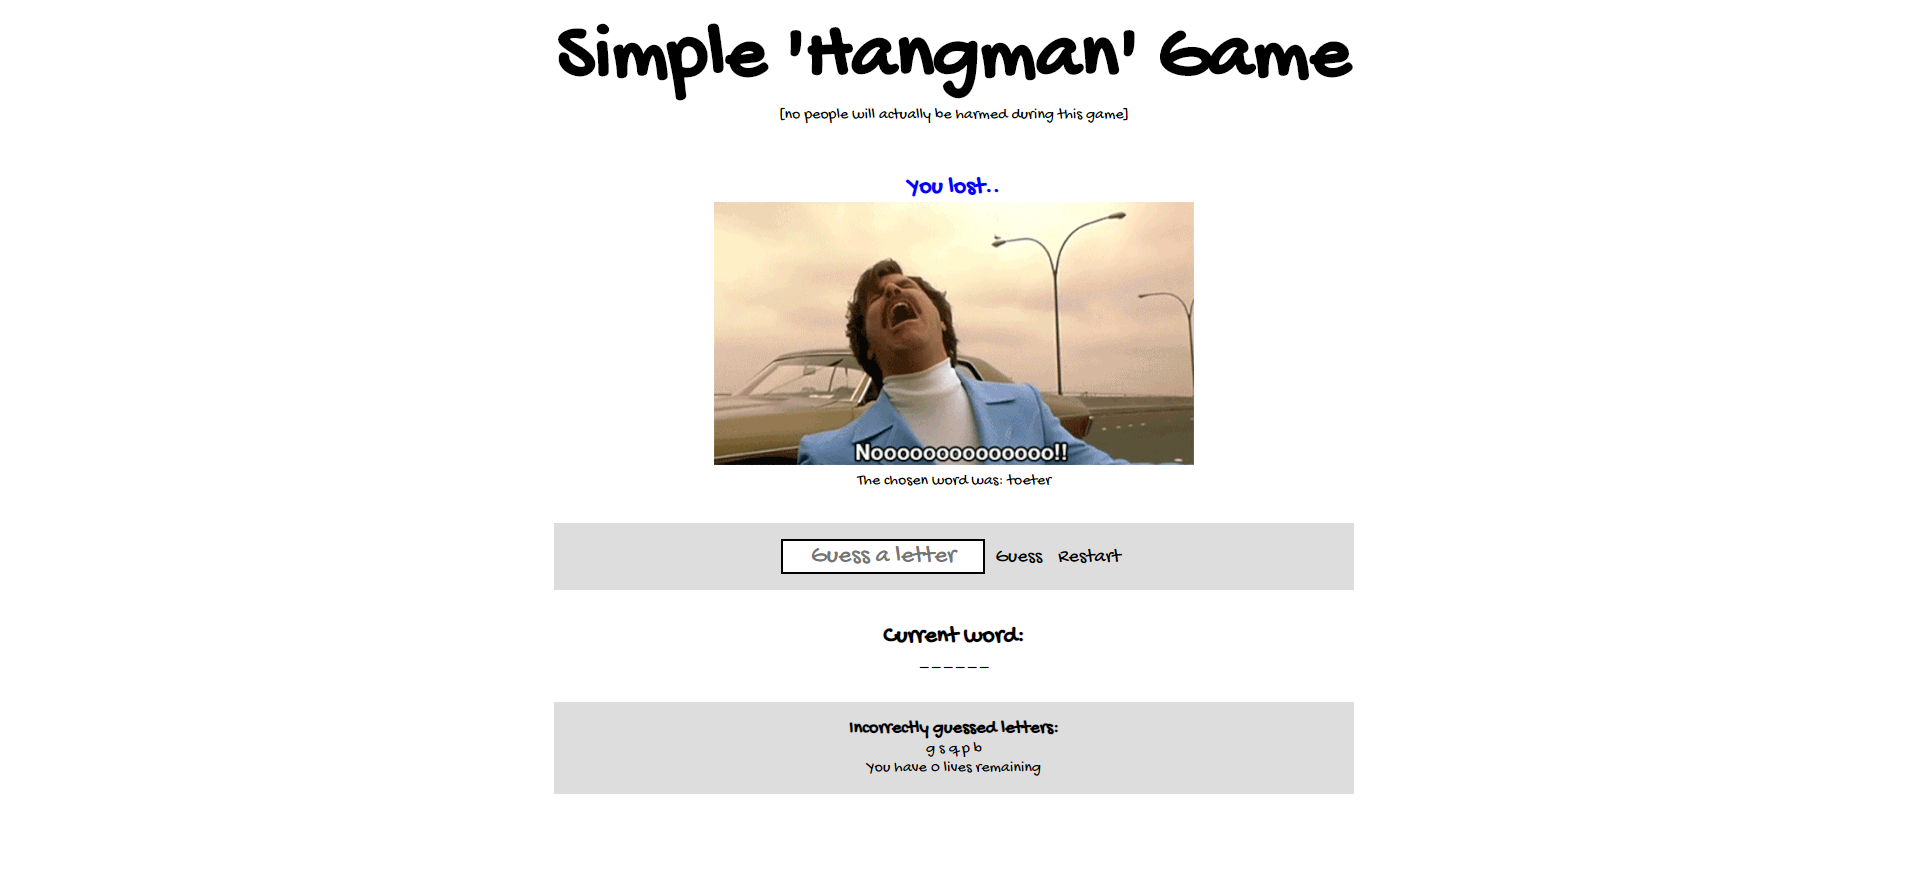 Simple 'Hangman' Game
[no people will actually be harmed during this game]
You lost..
Noooooooooooooo!!
The chosen word was: toeter
Guess a letter Guess Restart
Current word:
_ _ _ _ _ _
Incorrectly guessed letters:
g s q p b
You have 0 lives remaining